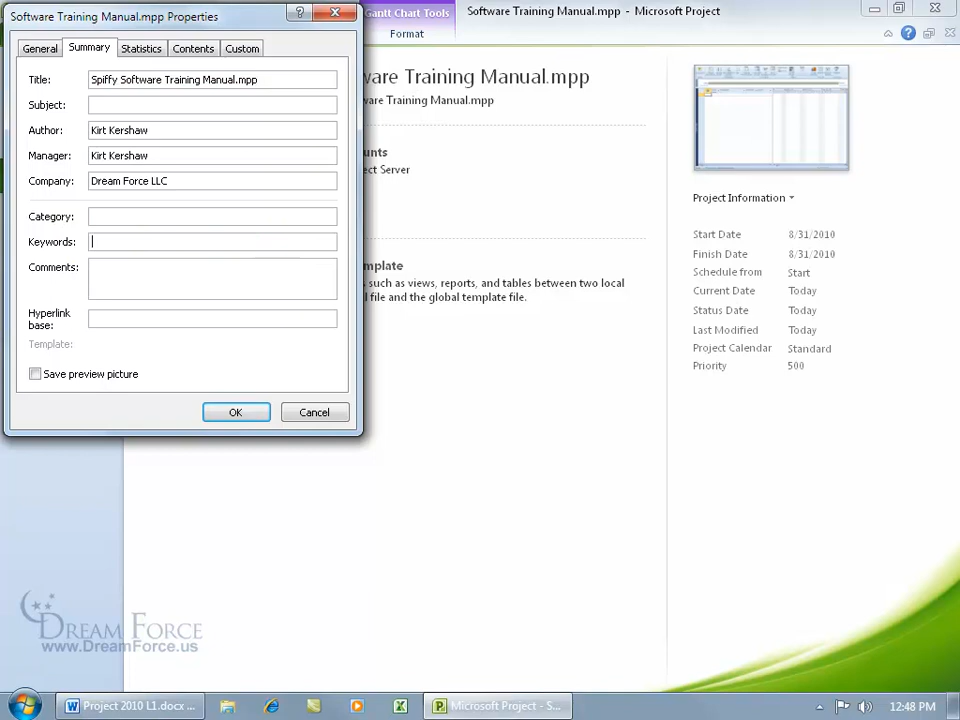 Software Training Manual.mpp Properties
General Summary Statistics Contents Custom
Title: Spiffy Software Training Manual.mpp
Subject:
Author: Kirt Kershaw
Manager: Kirt Kershaw
Company: Dream Force LLC
Category:
Keywords:
Comments:
Hyperlink
base:
Template:
Save preview picture
OK Cancel
Gantt Chart Tools
Software Training Manual.mpp - Microsoft Project
Format
ware Training Manual.mpp
ware Training Manual.mpp
ounts
ect Server
mplate
s such as views, reports, and tables between two local
l file and the global template file.
Project Information
Start Date 8/31/2010
Finish Date 8/31/2010
Schedule from Start
Current Date Today
Status Date Today
Last Modified Today
Project Calendar Standard
Priority 500
DREAM FORCE
www.DreamForce.us
Project 2010 L1.docx ...
Microsoft Project - S...
12:48 PM